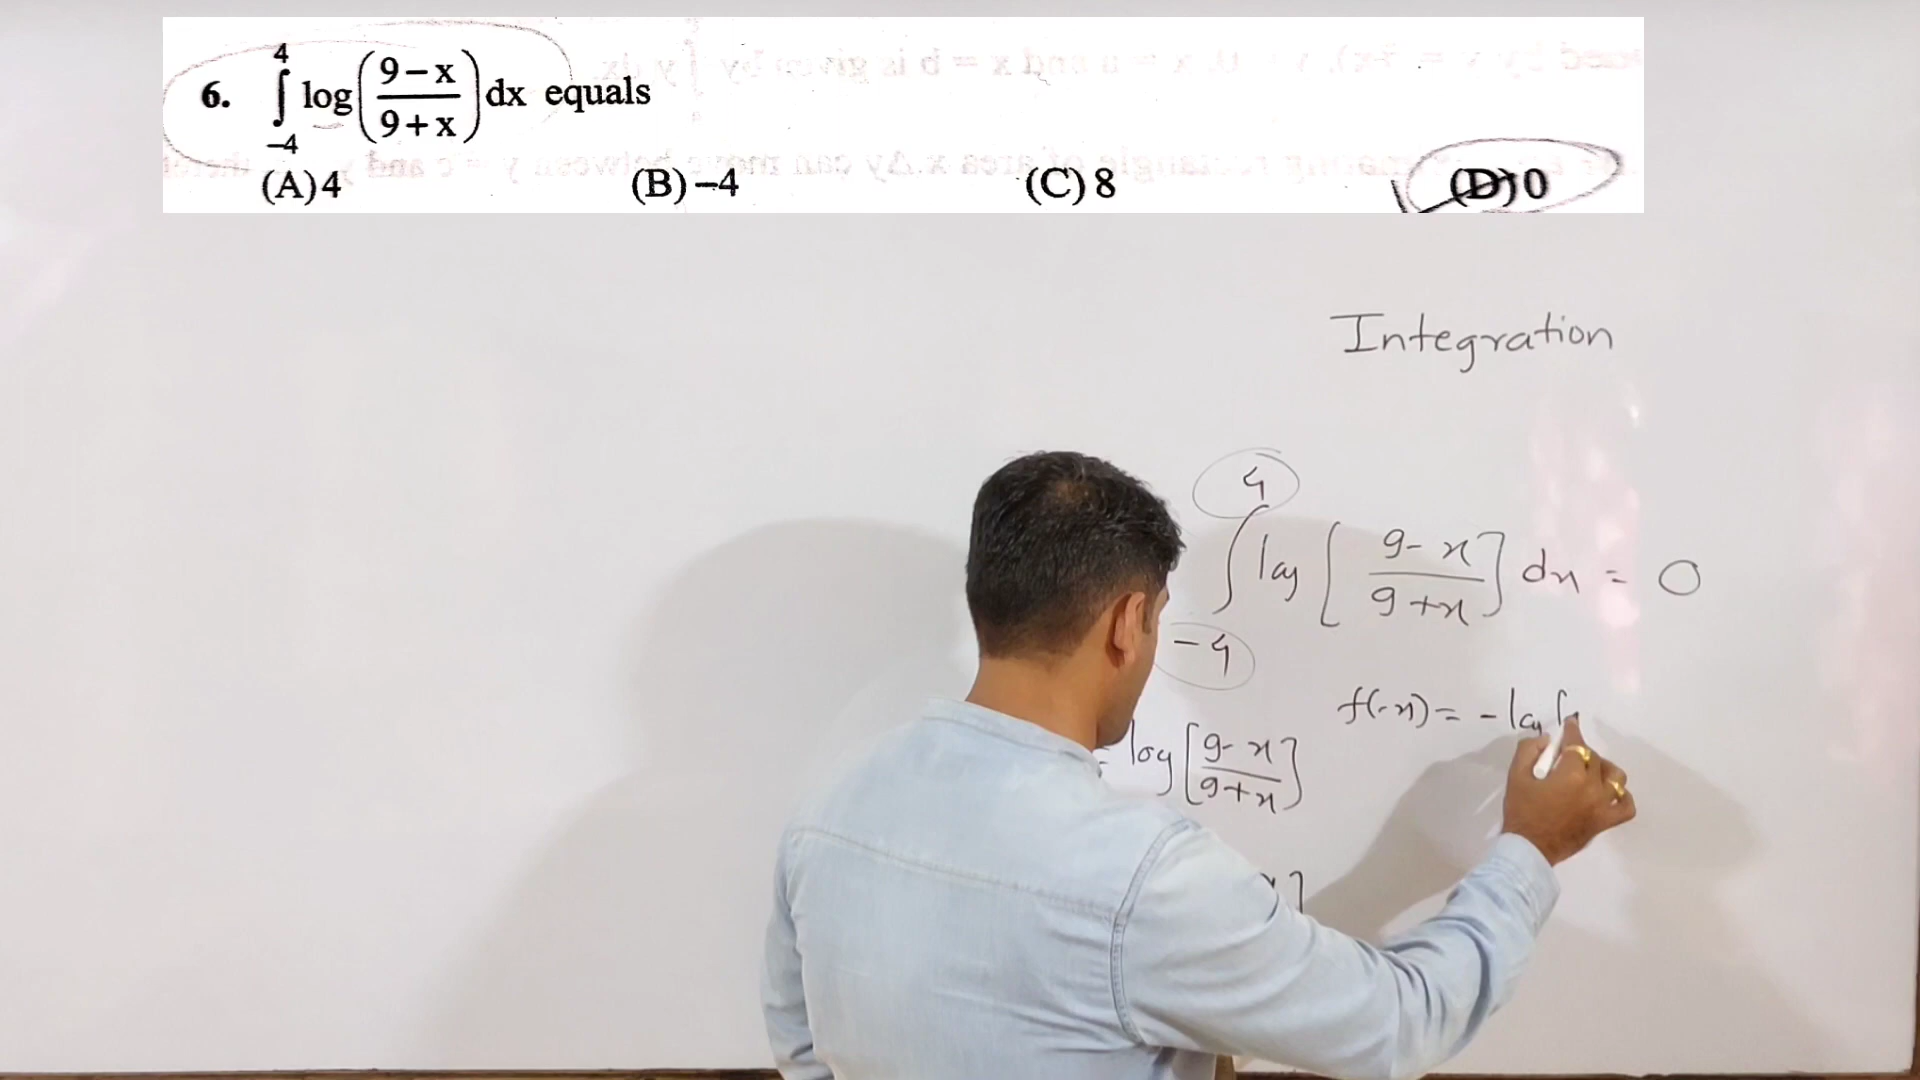 6. ∫₋₄⁴ log((9-x)/(9+x)) dx equals
(A) 4 (B) -4 (C) 8 (D) 0
Integration
∫₋₄⁴ log [(9-x)/(9+x)] dx = 0
f(-x) = - log [
= log [(9-x)/(9+x)]